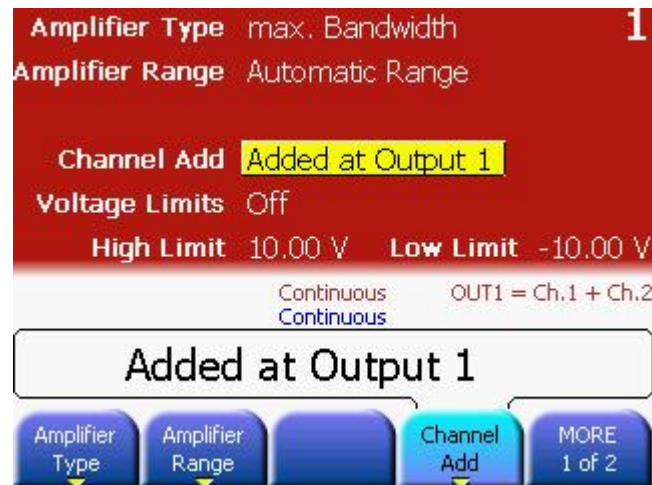 Amplifier Type max. Bandwidth 1
Amplifier Range Automatic Range
Channel Add Added at Output 1
Voltage Limits Off
High Limit 10.00 V Low Limit -10.00 V
Continuous OUT1 = Ch.1 + Ch.2
Continuous
Added at Output 1
Amplifier Type
Amplifier Range
Channel Add
MORE 1 of 2